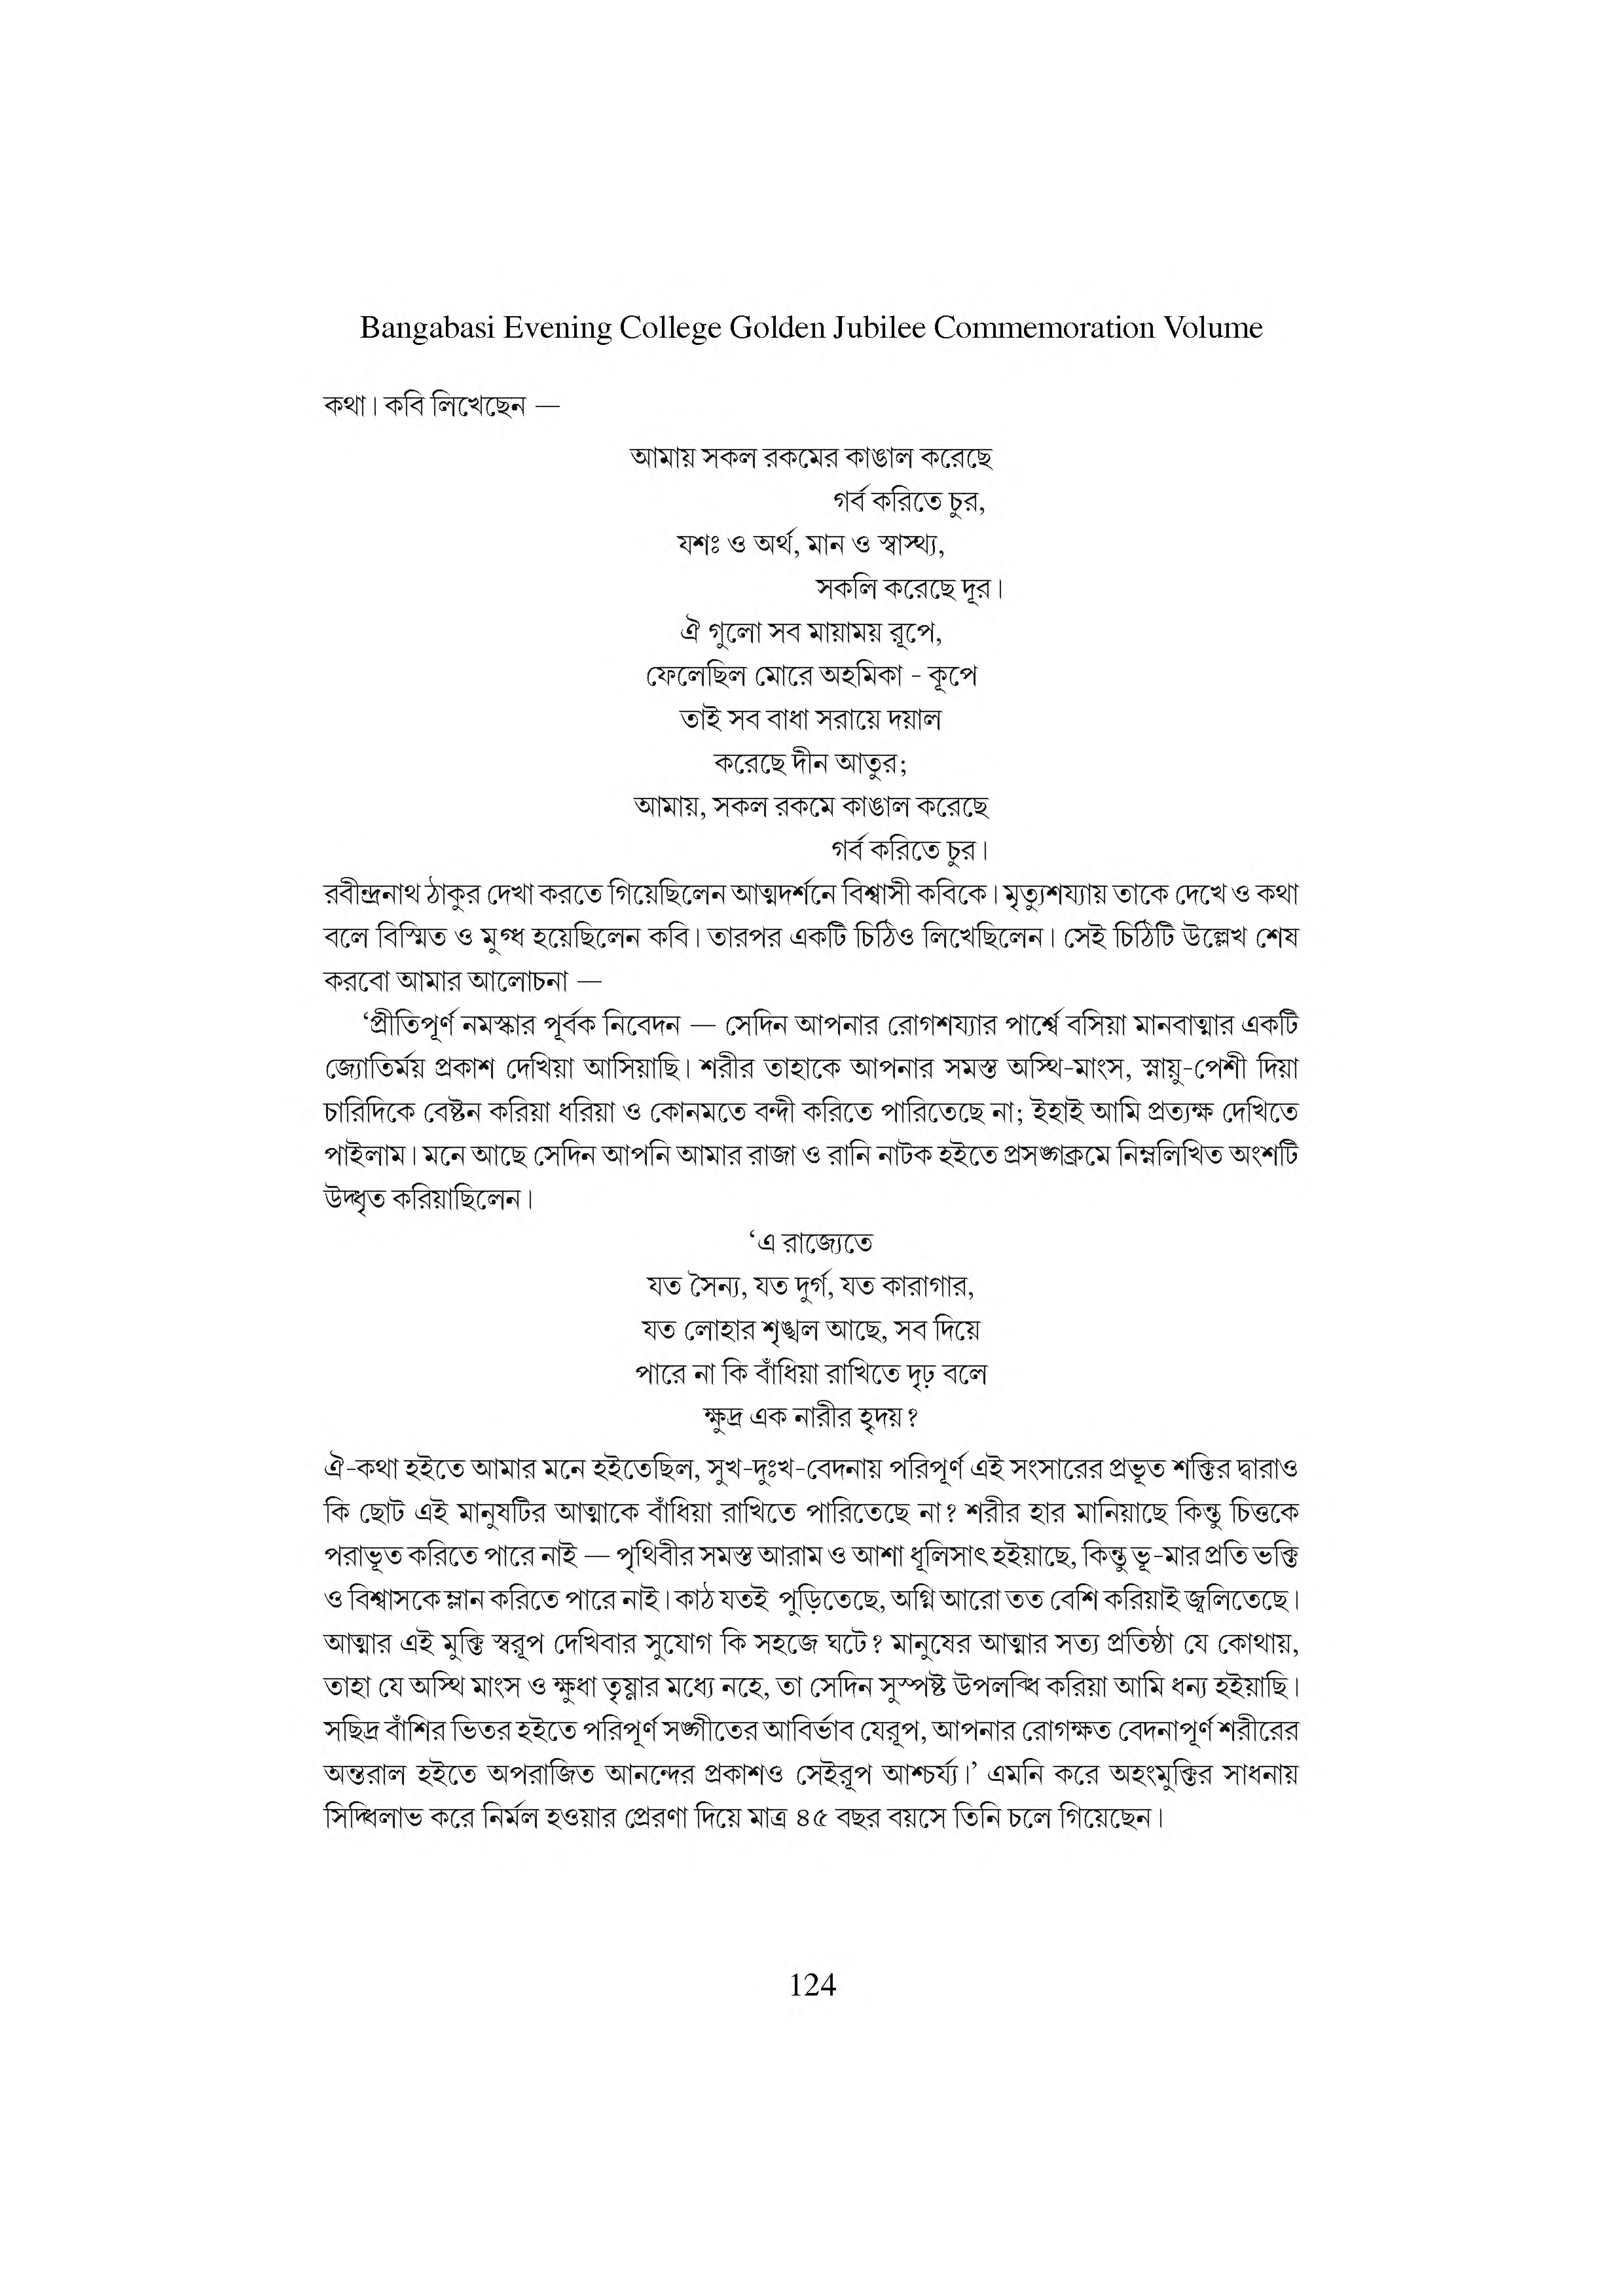 Bangabasi Evening College Golden Jubilee Commemoration Volume
কথা। কবি লিখেছেন —
আমায় সকল রকমের কাঙাল করেছে
গর্ব করিতে চুর,
যশঃ ও অর্থ, মান ও স্বাস্থ্য,
সকলি করেছে দূর।
ঐ গুলো সব মায়াময় রূপে,
ফেলেছিল মোরে অহমিকা - কূপে
তাই সব বাধা সরায়ে দয়াল
করেছে দীন আতুর;
আমায়, সকল রকমে কাঙাল করেছে
গর্ব করিতে চুর।
রবীন্দ্রনাথ ঠাকুর দেখা করতে গিয়েছিলেন আত্মদর্শনে বিশ্বাসী কবিকে। মৃত্যুশয্যায় তাকে দেখে ও কথা
বলে বিস্মিত ও মুগ্ধ হয়েছিলেন কবি। তারপর একটি চিঠিও লিখেছিলেন। সেই চিঠিটি উল্লেখ শেষ
করবো আমার আলোচনা —
‘প্রীতিপূর্ণ নমস্কার পূর্বক নিবেদন — সেদিন আপনার রোগশয্যার পার্শ্বে বসিয়া মানবাত্মার একটি
জ্যোতির্ময় প্রকাশ দেখিয়া আসিয়াছি। শরীর তাহাকে আপনার সমস্ত অস্থি-মাংস, স্নায়ু-পেশী দিয়া
চারিদিকে বেষ্টন করিয়া ধরিয়া ও কোনমতে বন্দী করিতে পারিতেছে না; ইহাই আমি প্রত্যক্ষ দেখিতে
পাইলাম। মনে আছে সেদিন আপনি আমার রাজা ও রানি নাটক হইতে প্রসঙ্গক্রমে নিম্নলিখিত অংশটি
উদ্ধৃত করিয়াছিলেন।
‘এ রাজ্যেতে
যত সৈন্য, যত দুর্গ, যত কারাগার,
যত লোহার শৃঙ্খল আছে, সব দিয়ে
পারে না কি বাঁধিয়া রাখিতে দৃঢ় বলে
ক্ষুদ্র এক নারীর হৃদয়?
ঐ-কথা হইতে আমার মনে হইতেছিল, সুখ-দুঃখ-বেদনায় পরিপূর্ণ এই সংসারের প্রভূত শক্তির দ্বারাও
কি ছোট এই মানুষটির আত্মাকে বাঁধিয়া রাখিতে পারিতেছে না? শরীর হার মানিয়াছে কিন্তু চিত্তকে
পরাভূত করিতে পারে নাই — পৃথিবীর সমস্ত আরাম ও আশা ধূলিসাৎ হইয়াছে, কিন্তু ভূ-মার প্রতি ভক্তি
ও বিশ্বাসকে ম্লান করিতে পারে নাই। কাঠ যতই পুড়িতেছে, অগ্নি আরো তত বেশি করিয়াই জ্বলিতেছে।
আত্মার এই মুক্তি স্বরূপ দেখিবার সুযোগ কি সহজে ঘটে? মানুষের আত্মার সত্য প্রতিষ্ঠা যে কোথায়,
তাহা যে অস্থি মাংস ও ক্ষুধা তৃষ্ণার মধ্যে নহে, তা সেদিন সুস্পষ্ট উপলব্ধি করিয়া আমি ধন্য হইয়াছি।
সছিদ্র বাঁশির ভিতর হইতে পরিপূর্ণ সঙ্গীতের আবির্ভাব যেরূপ, আপনার রোগক্ষত বেদনাপূর্ণ শরীরের
অন্তরাল হইতে অপরাজিত আনন্দের প্রকাশও সেইরূপ আশ্চর্য্য।’ এমনি করে অহংমুক্তির সাধনায়
সিদ্ধিলাভ করে নির্মল হওয়ার প্রেরণা দিয়ে মাত্র ৪৫ বছর বয়সে তিনি চলে গিয়েছেন।
124